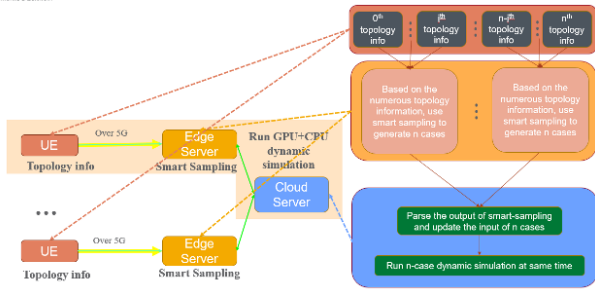 0th topology info
ith topology info
n-ith topology info
nth topology info
Based on the
numerous topology
information, use
smart sampling to
generate n cases
Based on the
numerous topology
information, use
smart sampling to
generate n cases
Over 5G
UE
Edge
Server
Run GPU+CPU
dynamic
simulation
Topology info
Smart Sampling
Cloud
Server
...
Over 5G
UE
Edge
Server
Topology info
Smart Sampling
Parse the output of smart-sampling
and update the input of n cases
Run n-case dynamic simulation at same time